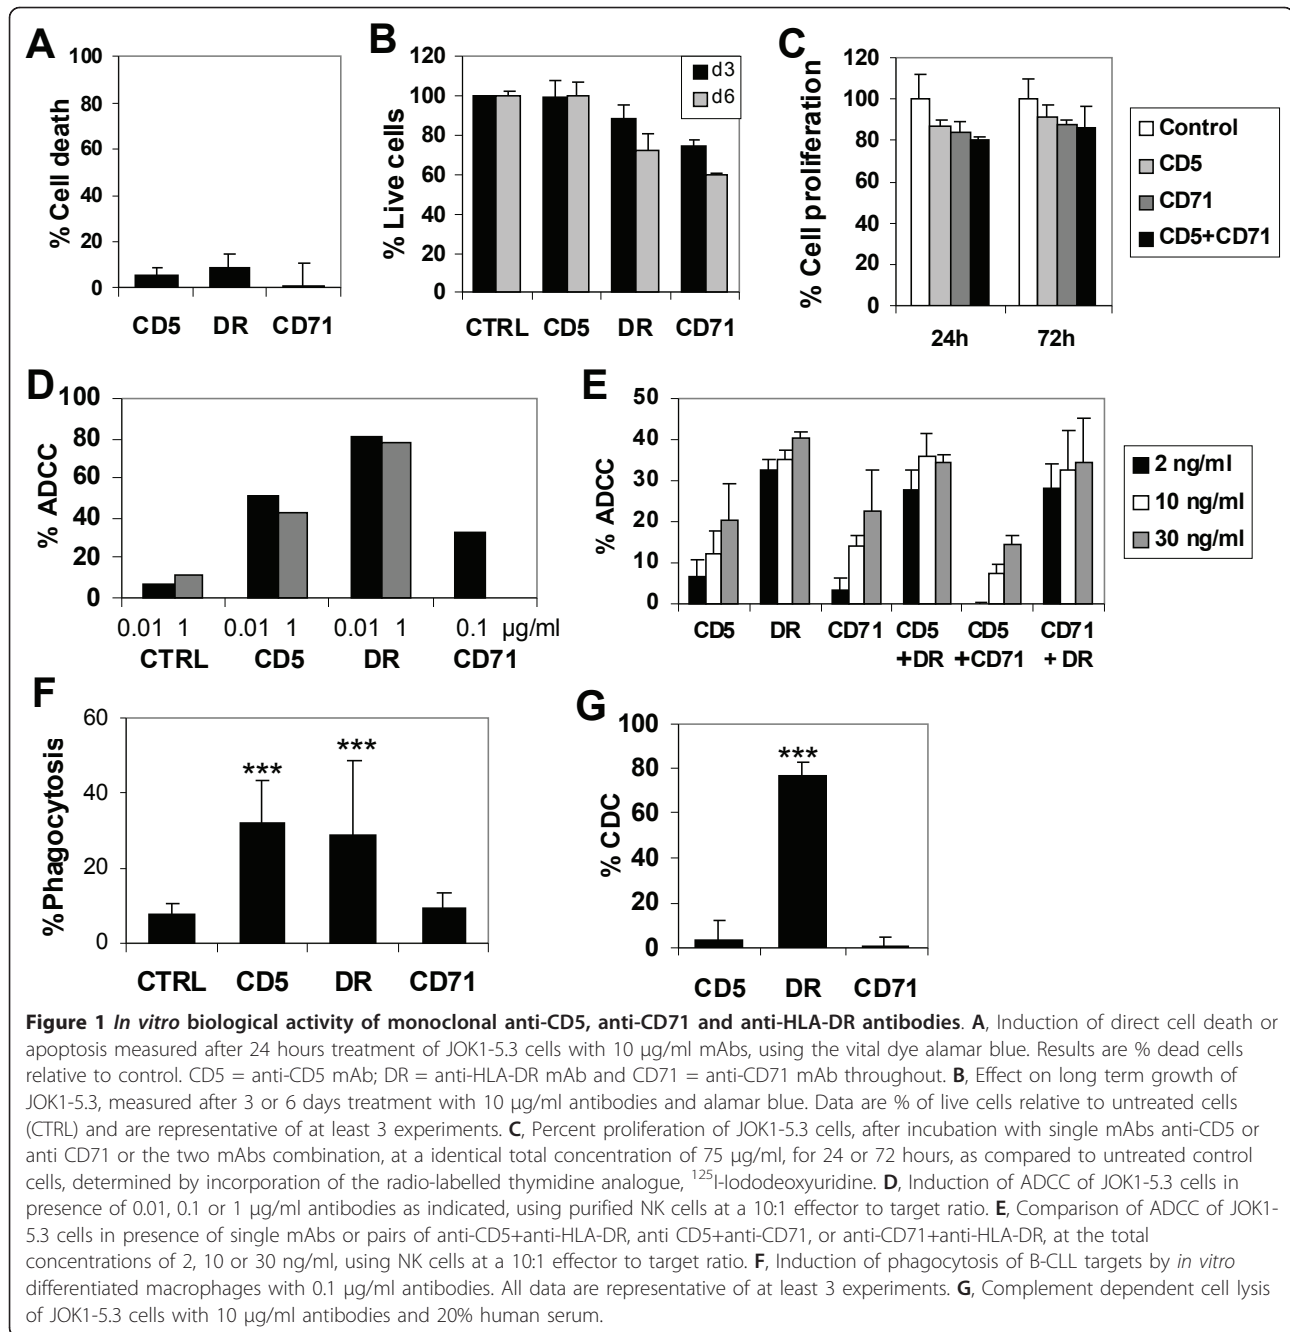 A
% Cell death
100
80
60
40
20
0
CD5 DR CD71
B
% Live cells
120
100
80
60
40
20
0
d3
d6
CTRL CD5 DR CD71
C
% Cell proliferation
120
100
80
60
40
20
0
24h 72h
Control
CD5
CD71
CD5+CD71
D
% ADCC
100
80
60
40
20
0
0.01 1 0.01 1 0.01 1 0.1 µg/ml
CTRL CD5 DR CD71
E
% ADCC
50
40
30
20
10
0
CD5 DR CD71 CD5 CD5 CD71
+DR +CD71 + DR
2 ng/ml
10 ng/ml
30 ng/ml
F
%Phagocytosis
60
40
20
0
*** ***
CTRL CD5 DR CD71
G
% CDC
100
80
60
40
20
0
***
CD5 DR CD71
Figure 1 In vitro biological activity of monoclonal anti-CD5, anti-CD71 and anti-HLA-DR antibodies. A, Induction of direct cell death or
apoptosis measured after 24 hours treatment of JOK1-5.3 cells with 10 µg/ml mAbs, using the vital dye alamar blue. Results are % dead cells
relative to control. CD5 = anti-CD5 mAb; DR = anti-HLA-DR mAb and CD71 = anti-CD71 mAb throughout. B, Effect on long term growth of
JOK1-5.3, measured after 3 or 6 days treatment with 10 µg/ml antibodies and alamar blue. Data are % of live cells relative to untreated cells
(CTRL) and are representative of at least 3 experiments. C, Percent proliferation of JOK1-5.3 cells, after incubation with single mAbs anti-CD5 or
anti CD71 or the two mAbs combination, at a identical total concentration of 75 µg/ml, for 24 or 72 hours, as compared to untreated control
cells, determined by incorporation of the radio-labelled thymidine analogue, ¹²⁵I-Iododeoxyuridine. D, Induction of ADCC of JOK1-5.3 cells in
presence of 0.01, 0.1 or 1 µg/ml antibodies as indicated, using purified NK cells at a 10:1 effector to target ratio. E, Comparison of ADCC of JOK1-
5.3 cells in presence of single mAbs or pairs of anti-CD5+anti-HLA-DR, anti CD5+anti-CD71, or anti-CD71+anti-HLA-DR, at the total
concentrations of 2, 10 or 30 ng/ml, using NK cells at a 10:1 effector to target ratio. F, Induction of phagocytosis of B-CLL targets by in vitro
differentiated macrophages with 0.1 µg/ml antibodies. All data are representative of at least 3 experiments. G, Complement dependent cell lysis
of JOK1-5.3 cells with 10 µg/ml antibodies and 20% human serum.